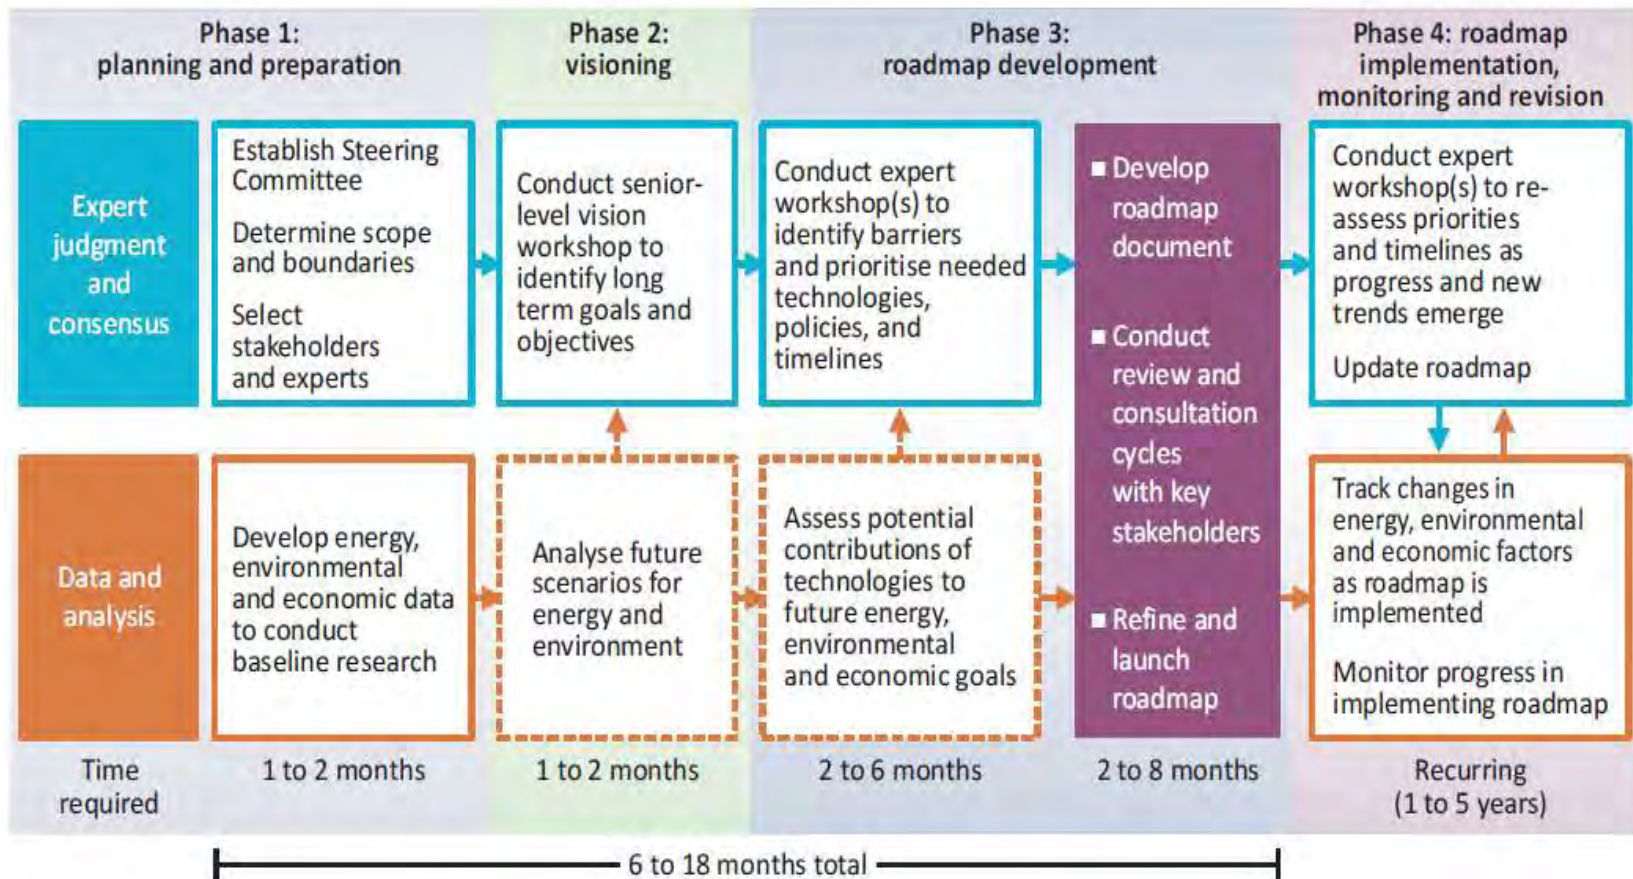 Phase 1:
planning and preparation
Phase 2:
visioning
Phase 3:
roadmap development
Phase 4: roadmap
implementation,
monitoring and revision
Expert
judgment
and
consensus
Establish Steering
Committee
Determine scope
and boundaries
Select
stakeholders
and experts
Conduct senior-
level vision
workshop to
identify long
term goals and
objectives
Conduct expert
workshop(s) to
identify barriers
and prioritise needed
technologies,
policies, and
timelines
■ Develop
roadmap
document
■ Conduct
review and
consultation
cycles
with key
stakeholders
■ Refine and
launch
roadmap
Conduct expert
workshop(s) to re-
assess priorities
and timelines as
progress and new
trends emerge
Update roadmap
Data and
analysis
Develop energy,
environmental
and economic data
to conduct
baseline research
Analyse future
scenarios for
energy and
environment
Assess potential
contributions of
technologies to
future energy,
environmental
and economic goals
Track changes in
energy, environmental
and economic factors
as roadmap is
implemented
Monitor progress in
implementing roadmap
Time
required
1 to 2 months
1 to 2 months
2 to 6 months
2 to 8 months
Recurring
(1 to 5 years)
6 to 18 months total